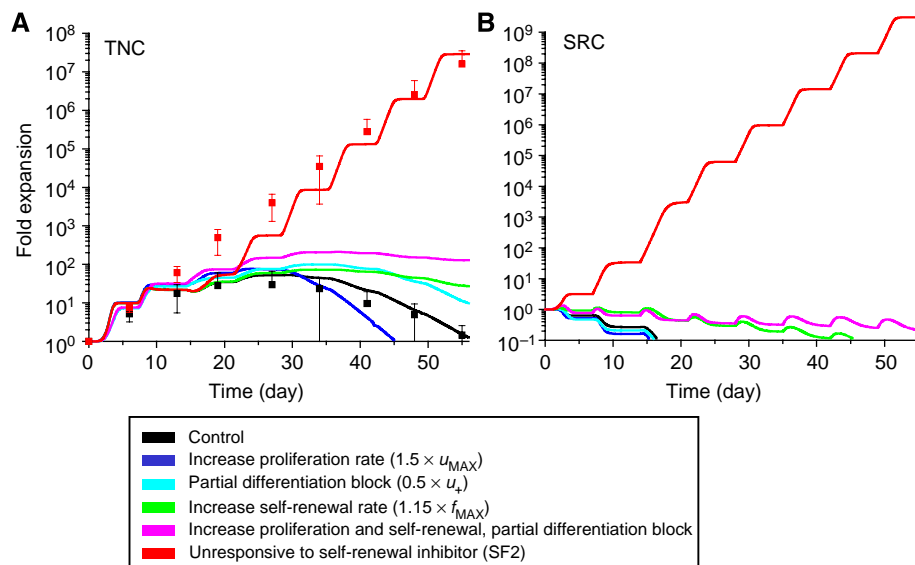 A
TNC
Fold expansion
10^8
10^7
10^6
10^5
10^4
10^3
10^2
10^1
10^0
0 10 20 30 40 50
Time (day)
B
SRC
10^9
10^8
10^7
10^6
10^5
10^4
10^3
10^2
10^1
10^0
10^−1
0 10 20 30 40 50
Time (day)
Control
Increase proliferation rate (1.5 × u_MAX)
Partial differentiation block (0.5 × u_+)
Increase self-renewal rate (1.15 × f_MAX)
Increase proliferation and self-renewal, partial differentiation block
Unresponsive to self-renewal inhibitor (SF2)